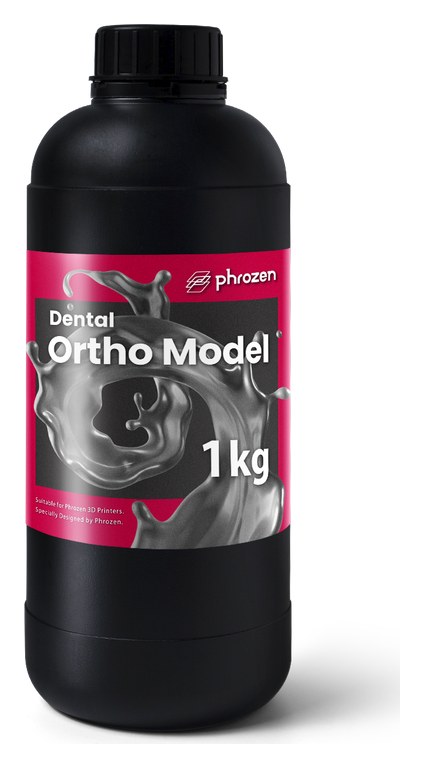 phrozen
Dental
Ortho Model
1kg
Suitable for Phrozen 3D Printers.
Specially Designed by Phrozen.